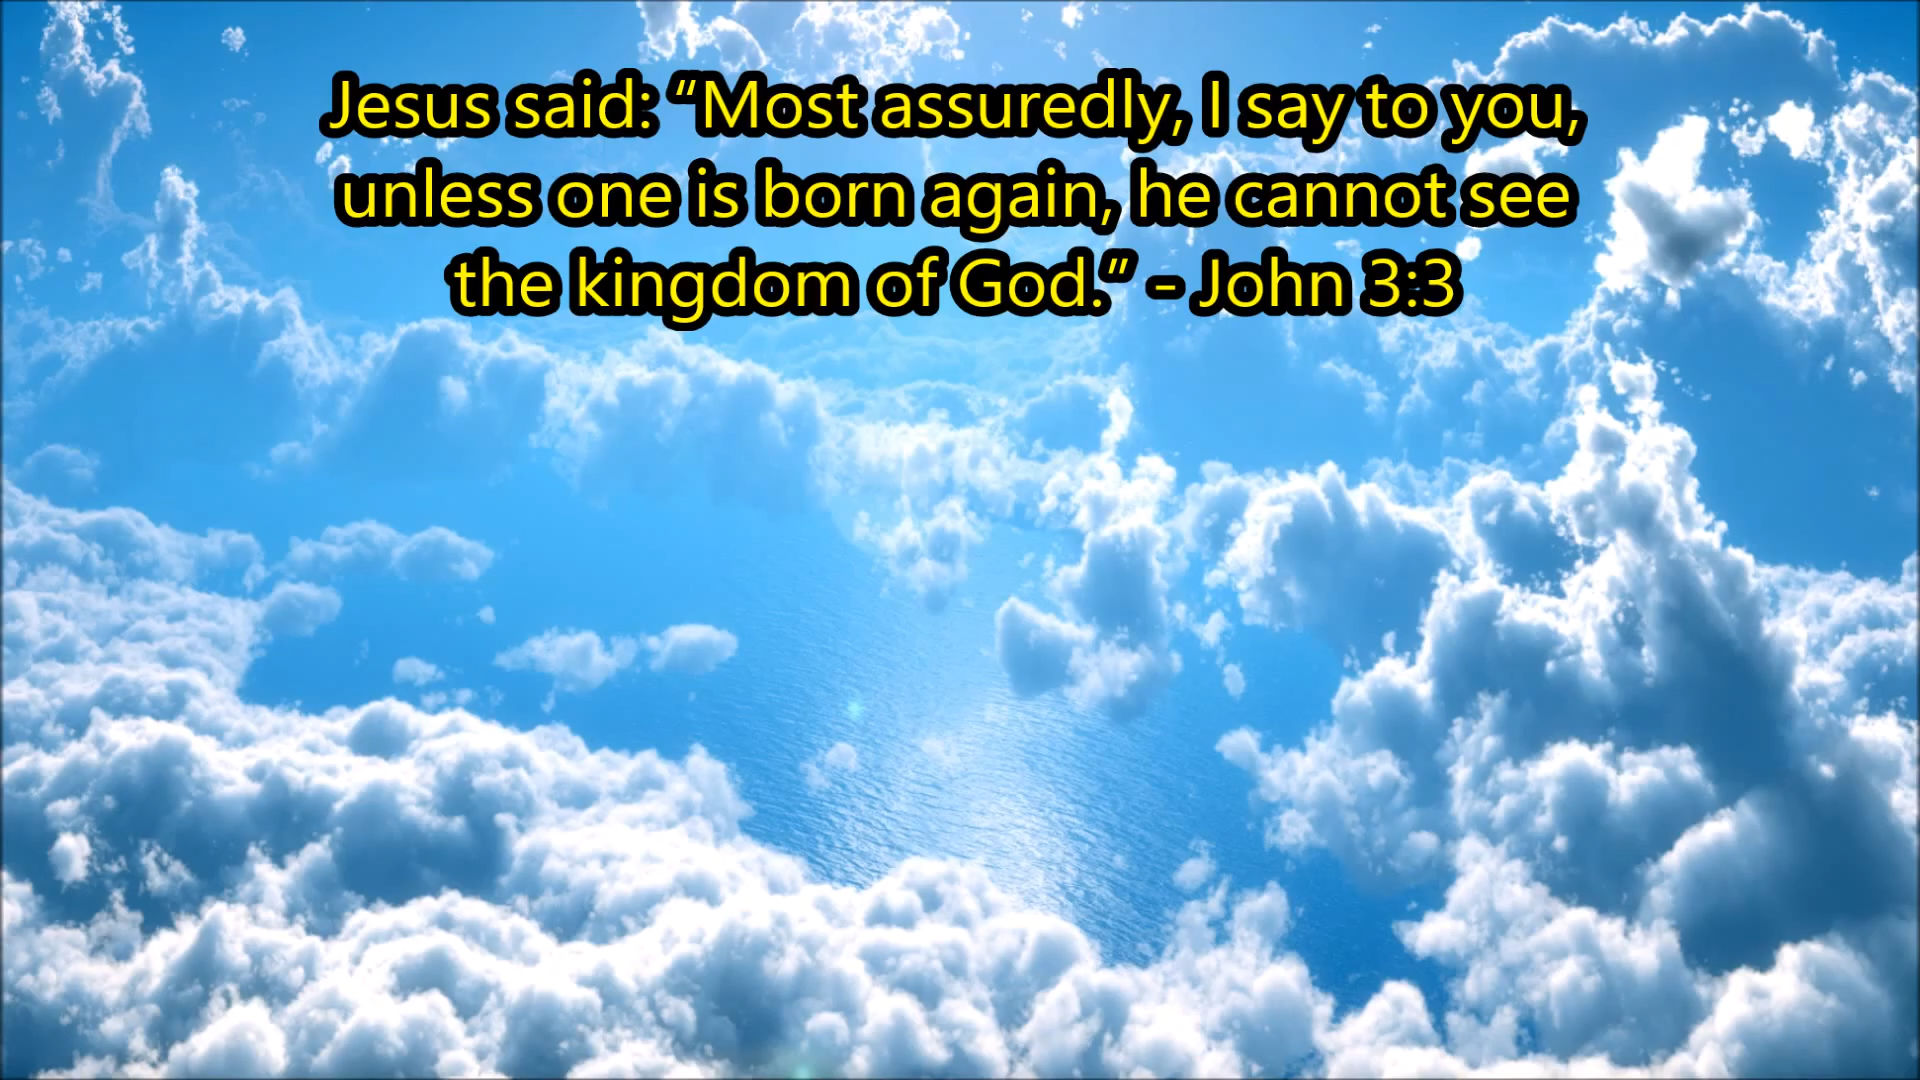 Jesus said: “Most assuredly, I say to you,
unless one is born again, he cannot see
the kingdom of God.” - John 3:3